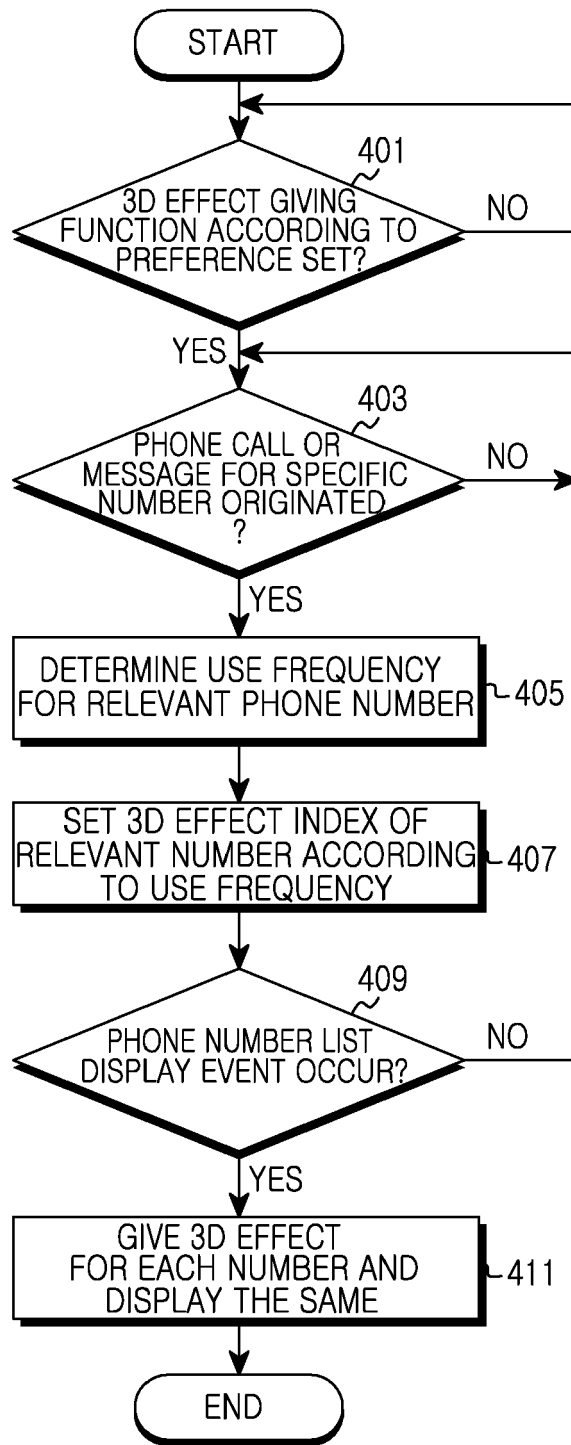 START
401
3D EFFECT GIVING
FUNCTION ACCORDING TO
PREFERENCE SET?
NO
YES
403
PHONE CALL OR
MESSAGE FOR SPECIFIC
NUMBER ORIGINATED
?
NO
YES
DETERMINE USE FREQUENCY
FOR RELEVANT PHONE NUMBER
405
SET 3D EFFECT INDEX OF
RELEVANT NUMBER ACCORDING
TO USE FREQUENCY
407
409
PHONE NUMBER LIST
DISPLAY EVENT OCCUR?
NO
YES
GIVE 3D EFFECT
FOR EACH NUMBER AND
DISPLAY THE SAME
411
END